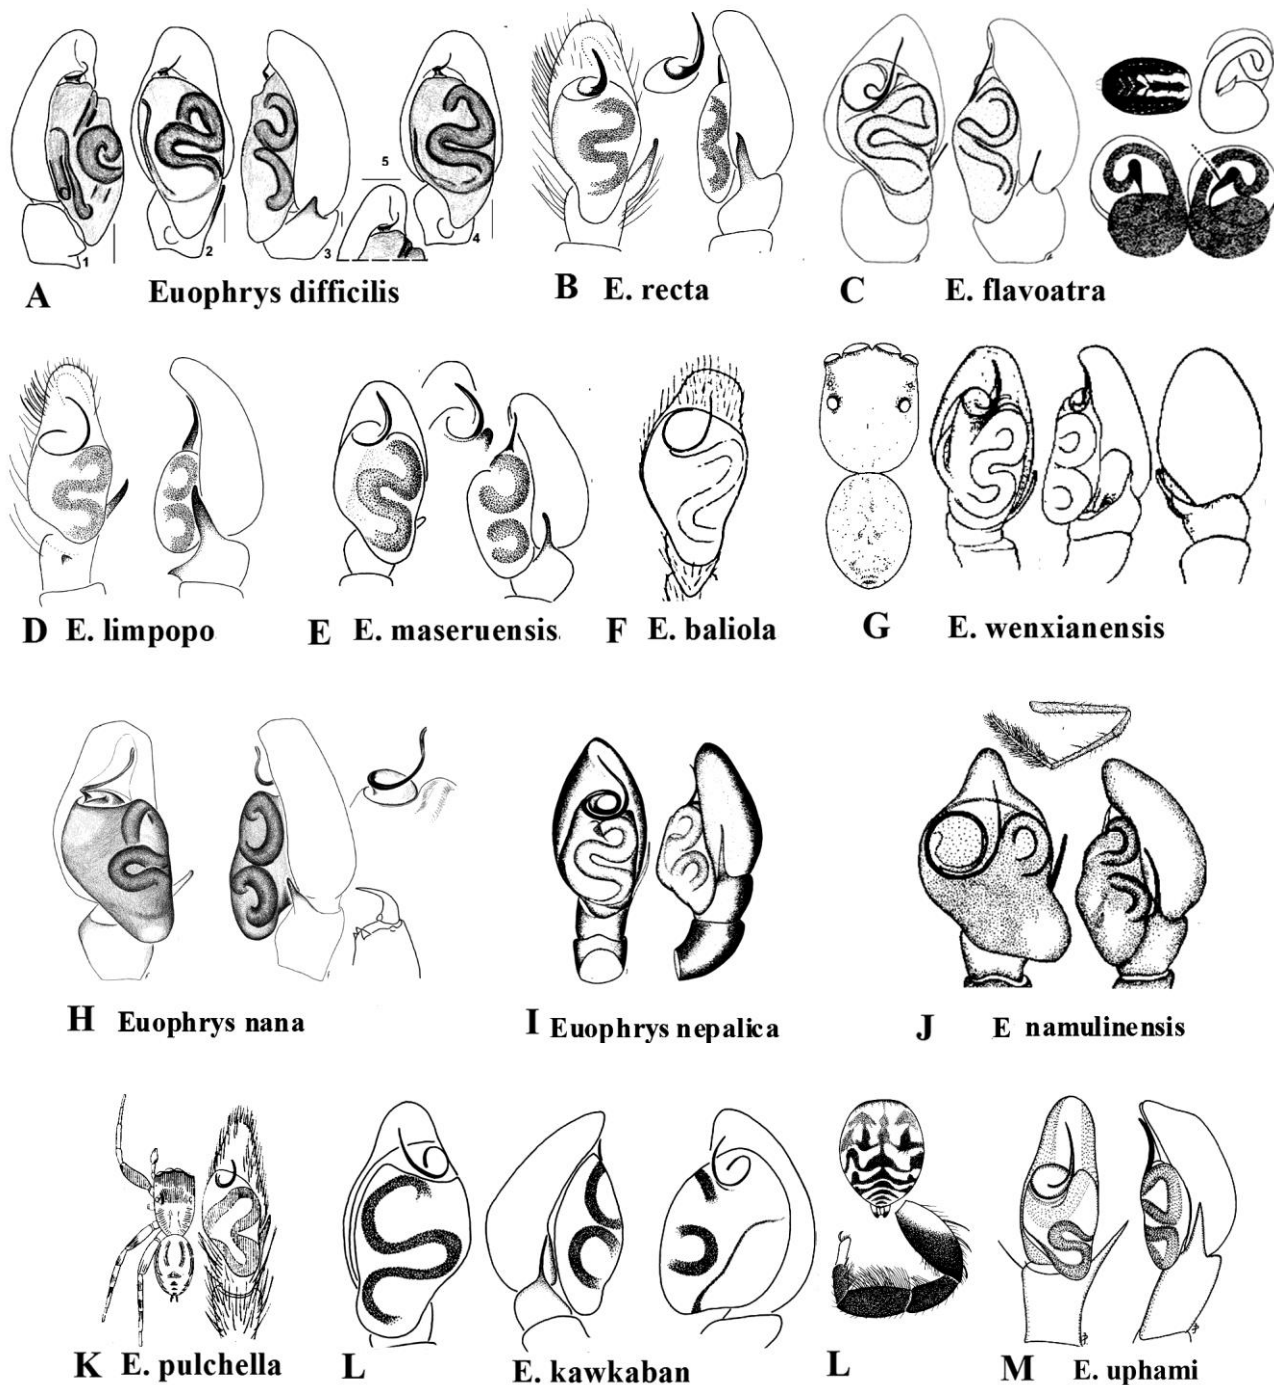 5
1
2
3
4
A Euophrys difficilis
B E. recta
C E. flavoatra
D E. limpopo
E E. maseruensis.
F E. baliola
G E. wenxianensis
H Euophrys nana
I Euophrys nepalica
J E namulinensis
K E. pulchella
L E. kawkaban
L
M E. uphami